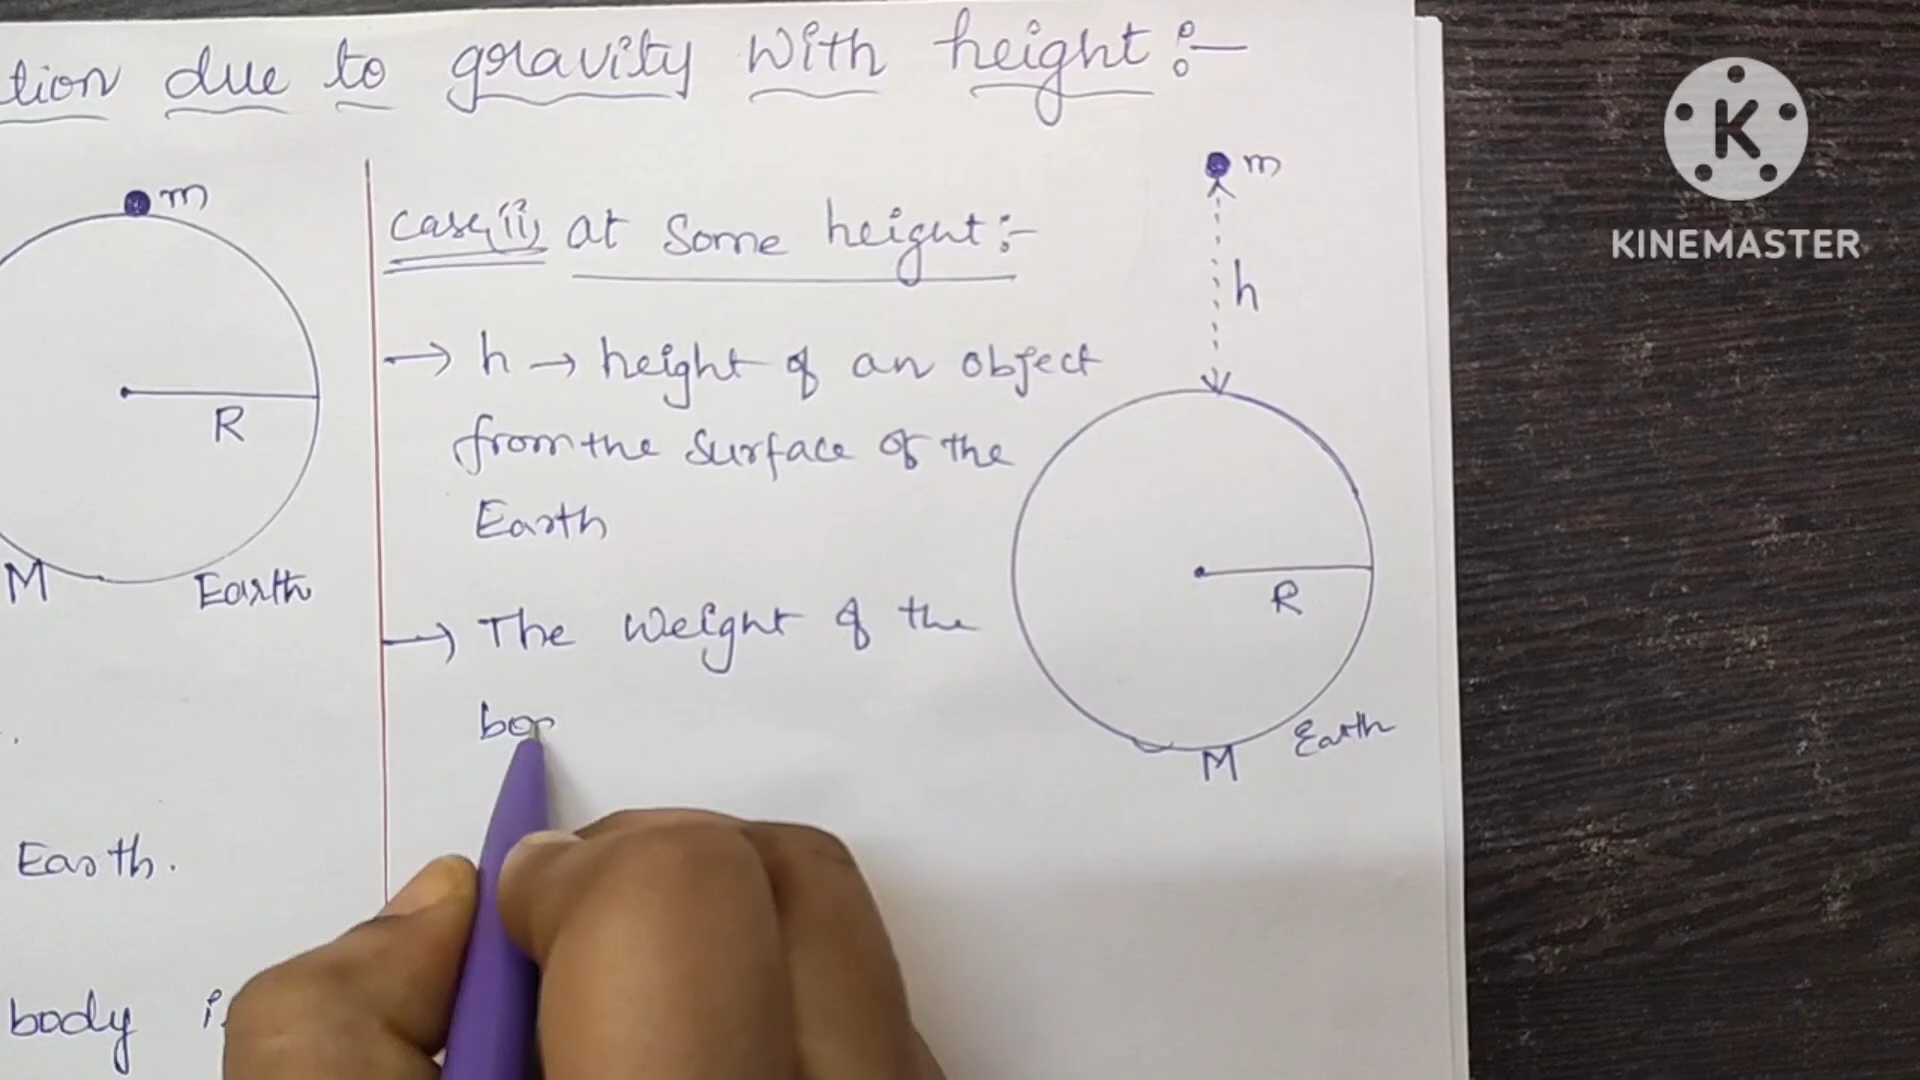 tion due to gravity with height :-
m
R
M
Earth
Earth.
body
case(ii) at some height :-
→ h → height of an object
from the surface of the
Earth
→ The weight of the
bo
m
h
R
M
Earth
K
KINEMASTER